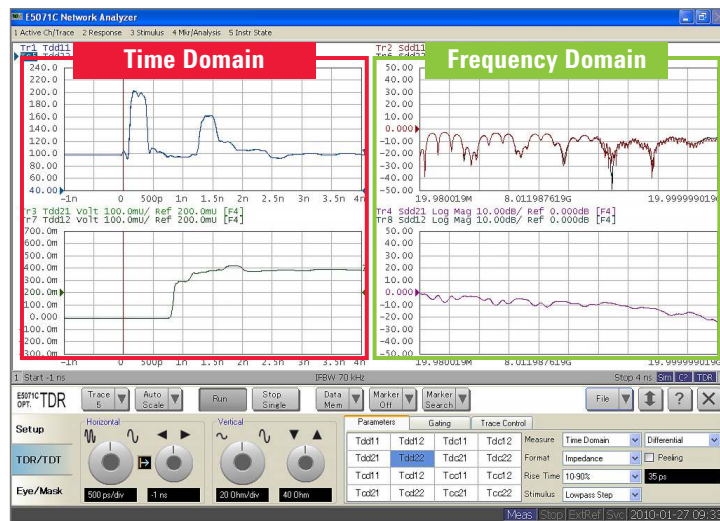 E5071C Network Analyzer
1 Active Ch/Trace 2 Response 3 Stimulus 4 Mkr/Analysis 5 Instr State
Tr1 Tdd11
Time Domain
240.0
220.0
200.0
180.0
160.0
140.0
120.0
100.0
80.00
60.00
40.00
-1n 0 500p 1n 1.5n 2n 2.5n 3n 3.5n 4n
Tr2 Sdd11
Frequency Domain
50.00
40.00
30.00
20.00
10.00
0.000
-10.00
-20.00
-30.00
-40.00
-50.00
19.980019M 8.011987619G 19.999999019G
Tr3 Tdd21 Volt 100.0mU/ Ref 200.0mU [F4]
Tr7 Tdd12 Volt 100.0mU/ Ref 200.0mU [F4]
700.0m
600.0m
500.0m
400.0m
300.0m
200.0m
100.0m
0.000
-100.0m
-200.0m
-300.0m
-1n 0 500p 1n 1.5n 2n 2.5n 3n 3.5n 4n
Tr4 Sdd21 Log Mag 10.00dB/ Ref 0.000dB [F4]
Tr8 Sdd12 Log Mag 10.00dB/ Ref 0.000dB [F4]
50.00
40.00
30.00
20.00
10.00
0.000
-10.00
-20.00
-30.00
-40.00
-50.00
19.980019M 8.011987619G 19.999999019G
1 Start -1 ns IFBW 70 kHz Stop 4 ns Sim C? TDR
E5071C OPT. TDR
Trace 5
Auto Scale
Run
Stop Single
Data Mem
Marker Off
Marker Search
File
?
X
Setup
TDR/TDT
Eye/Mask
Horizontal
500 ps/div
-1 ns
Vertical
20 Ohm/div
40 Ohm
Parameters Gating Trace Control
Tdd11 Tdd12 Tdc11 Tdc12
Tdd21 Tdd22 Tdc21 Tdc22
Tcd11 Tcd12 Tcc11 Tcc12
Tcd21 Tcd22 Tcc21 Tcc22
Measure Time Domain Differential
Format Impedance Peeling
Rise Time 10-90% 35 ps
Stimulus Lowpass Step
Meas Stop ExtRef Svc 2010-01-27 09:33